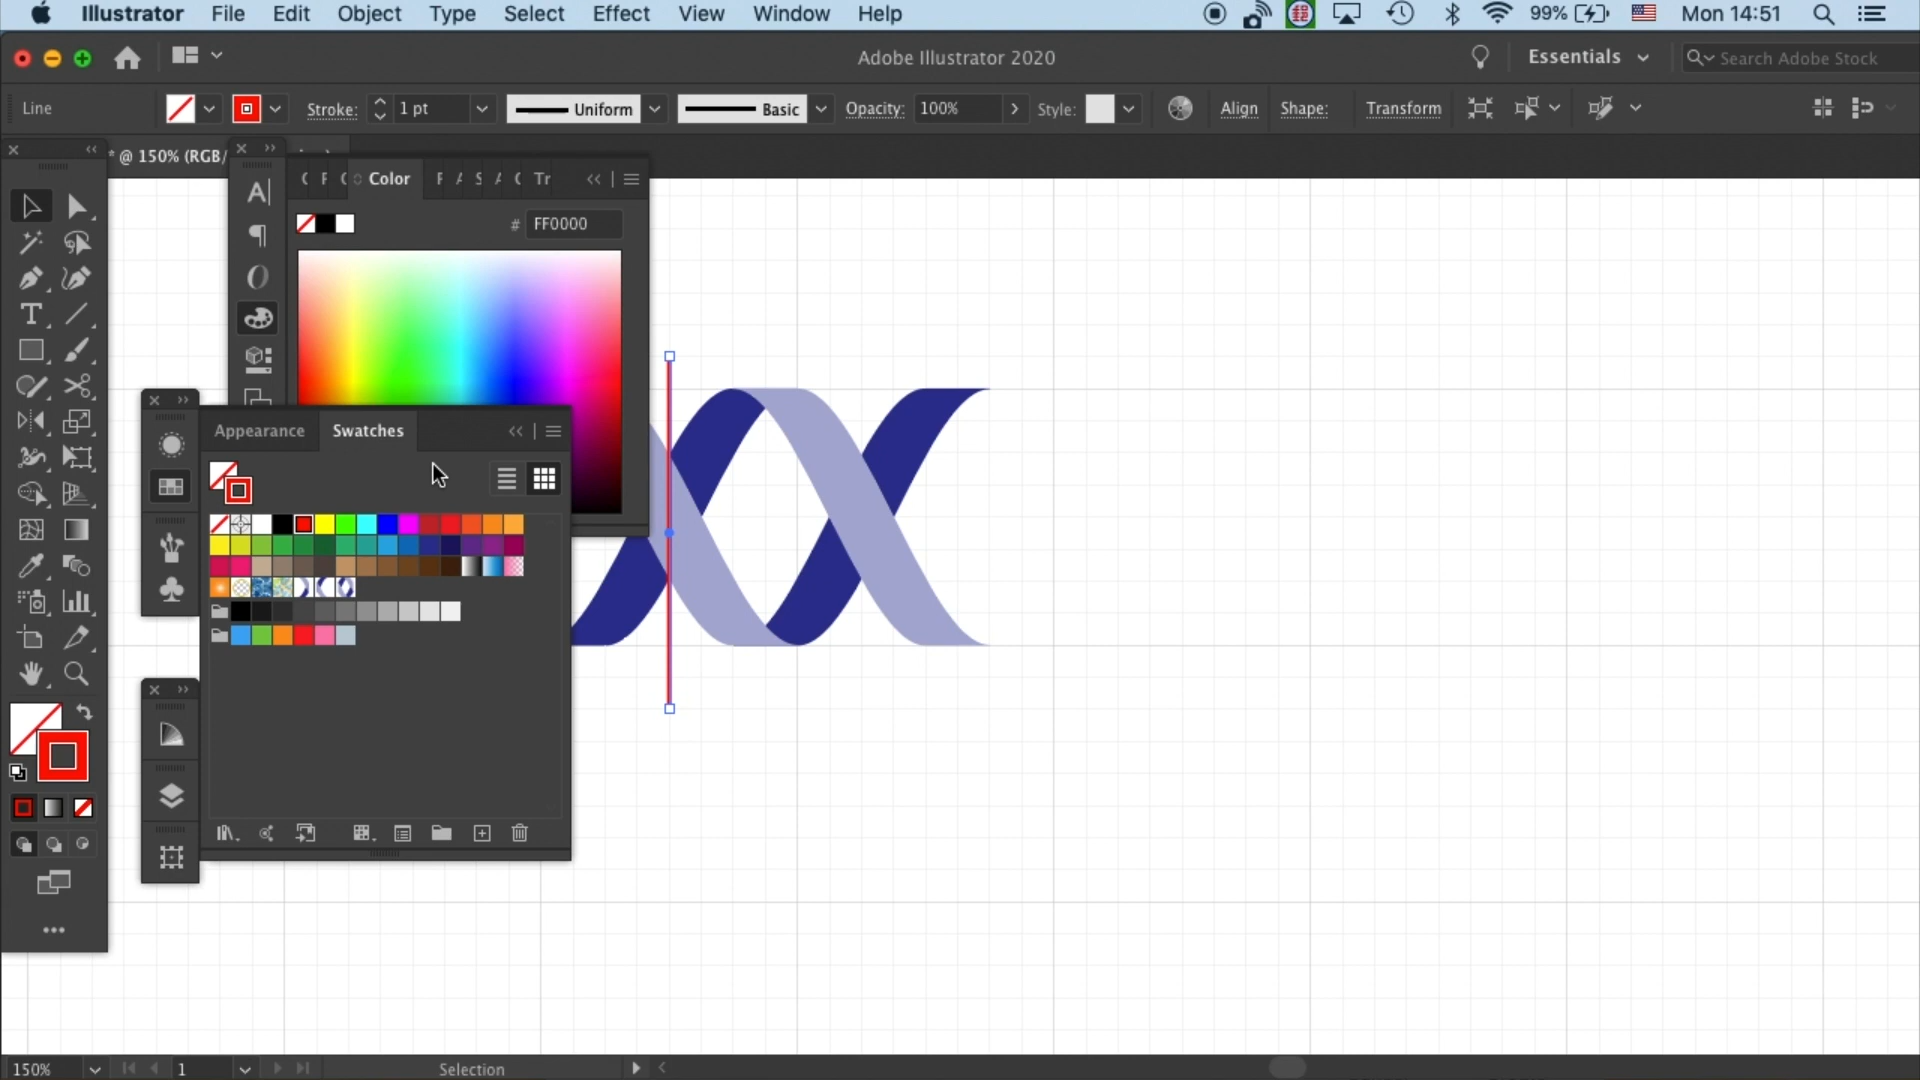 Illustrator File Edit Object Type Select Effect View Window Help 99% Mon 14:51
Adobe Illustrator 2020 Essentials Search Adobe Stock
Line Stroke: 1 pt Uniform Basic Opacity: 100% Style: Align Shape: Transform
* @ 150% (RGB/
Color Tr
# FF0000
Appearance Swatches
150% 1 Selection